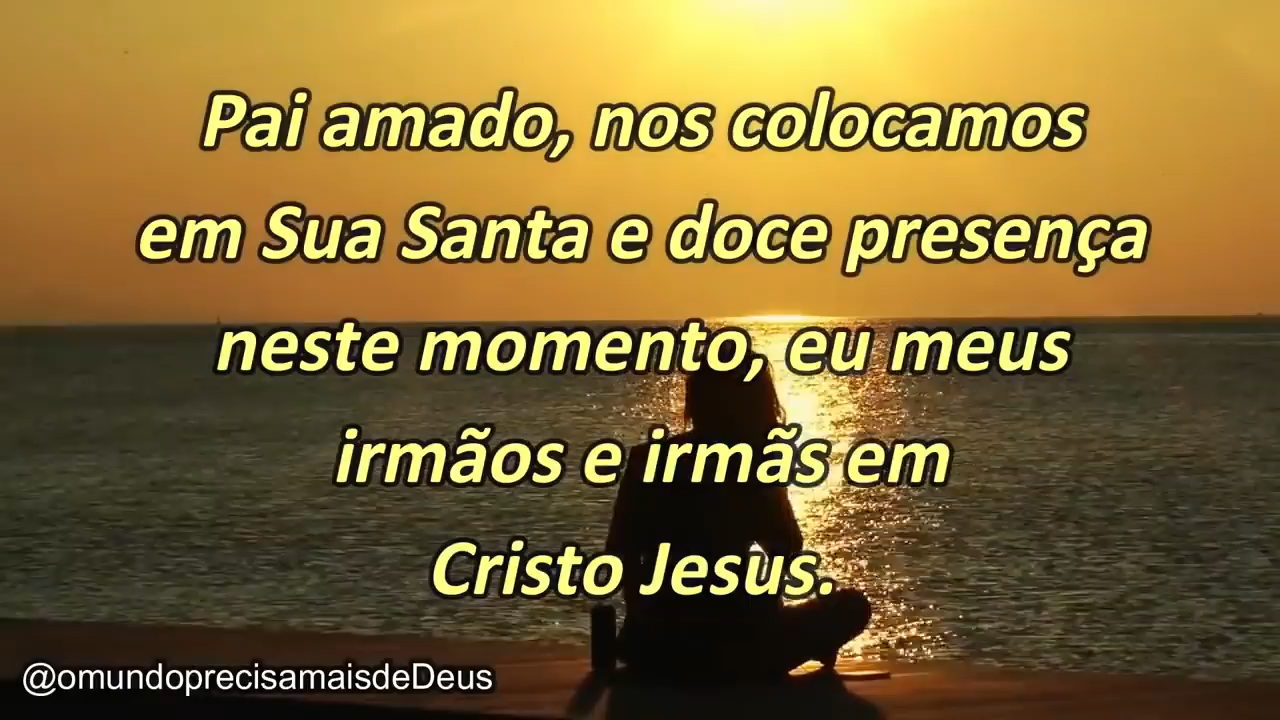 Pai amado, nos colocamos
em Sua Santa e doce presença
neste momento, eu meus
irmãos e irmãs em
Cristo Jesus.
@omundoprecisamaisdeDeus